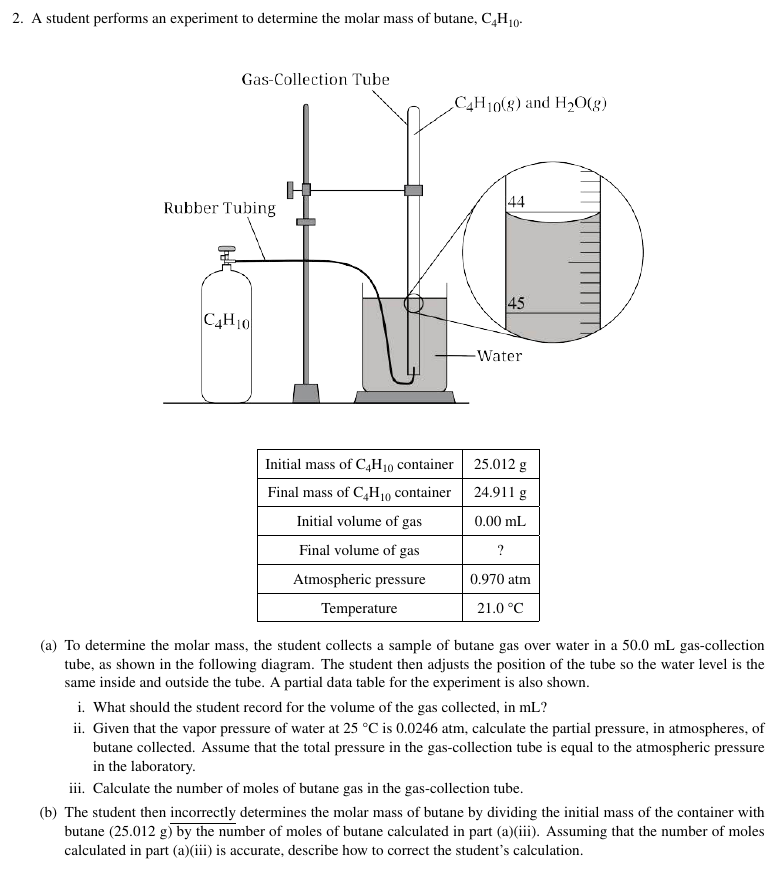 2. A student performs an experiment to determine the molar mass of butane, C₄H₁₀.
Gas-Collection Tube
C₄H₁₀(g) and H₂O(g)
Rubber Tubing
44
45
C₄H₁₀
Water
Initial mass of C₄H₁₀ container 25.012 g
Final mass of C₄H₁₀ container 24.911 g
Initial volume of gas 0.00 mL
Final volume of gas ?
Atmospheric pressure 0.970 atm
Temperature 21.0 °C
(a) To determine the molar mass, the student collects a sample of butane gas over water in a 50.0 mL gas-collection
tube, as shown in the following diagram. The student then adjusts the position of the tube so the water level is the
same inside and outside the tube. A partial data table for the experiment is also shown.
i. What should the student record for the volume of the gas collected, in mL?
ii. Given that the vapor pressure of water at 25 °C is 0.0246 atm, calculate the partial pressure, in atmospheres, of
butane collected. Assume that the total pressure in the gas-collection tube is equal to the atmospheric pressure
in the laboratory.
iii. Calculate the number of moles of butane gas in the gas-collection tube.
(b) The student then incorrectly determines the molar mass of butane by dividing the initial mass of the container with
butane (25.012 g) by the number of moles of butane calculated in part (a)(iii). Assuming that the number of moles
calculated in part (a)(iii) is accurate, describe how to correct the student's calculation.